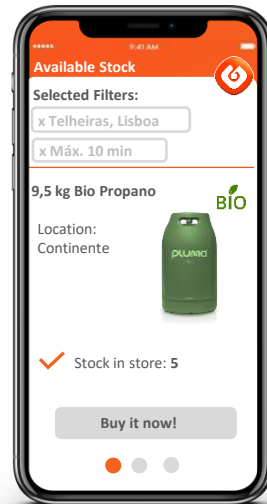 9:41 AM
Available Stock
Selected Filters:
x Telheiras, Lisboa
x Máx. 10 min
9,5 kg Bio Propano
BIO
Location:
Continente
PLUMA
Stock in store: 5
Buy it now!